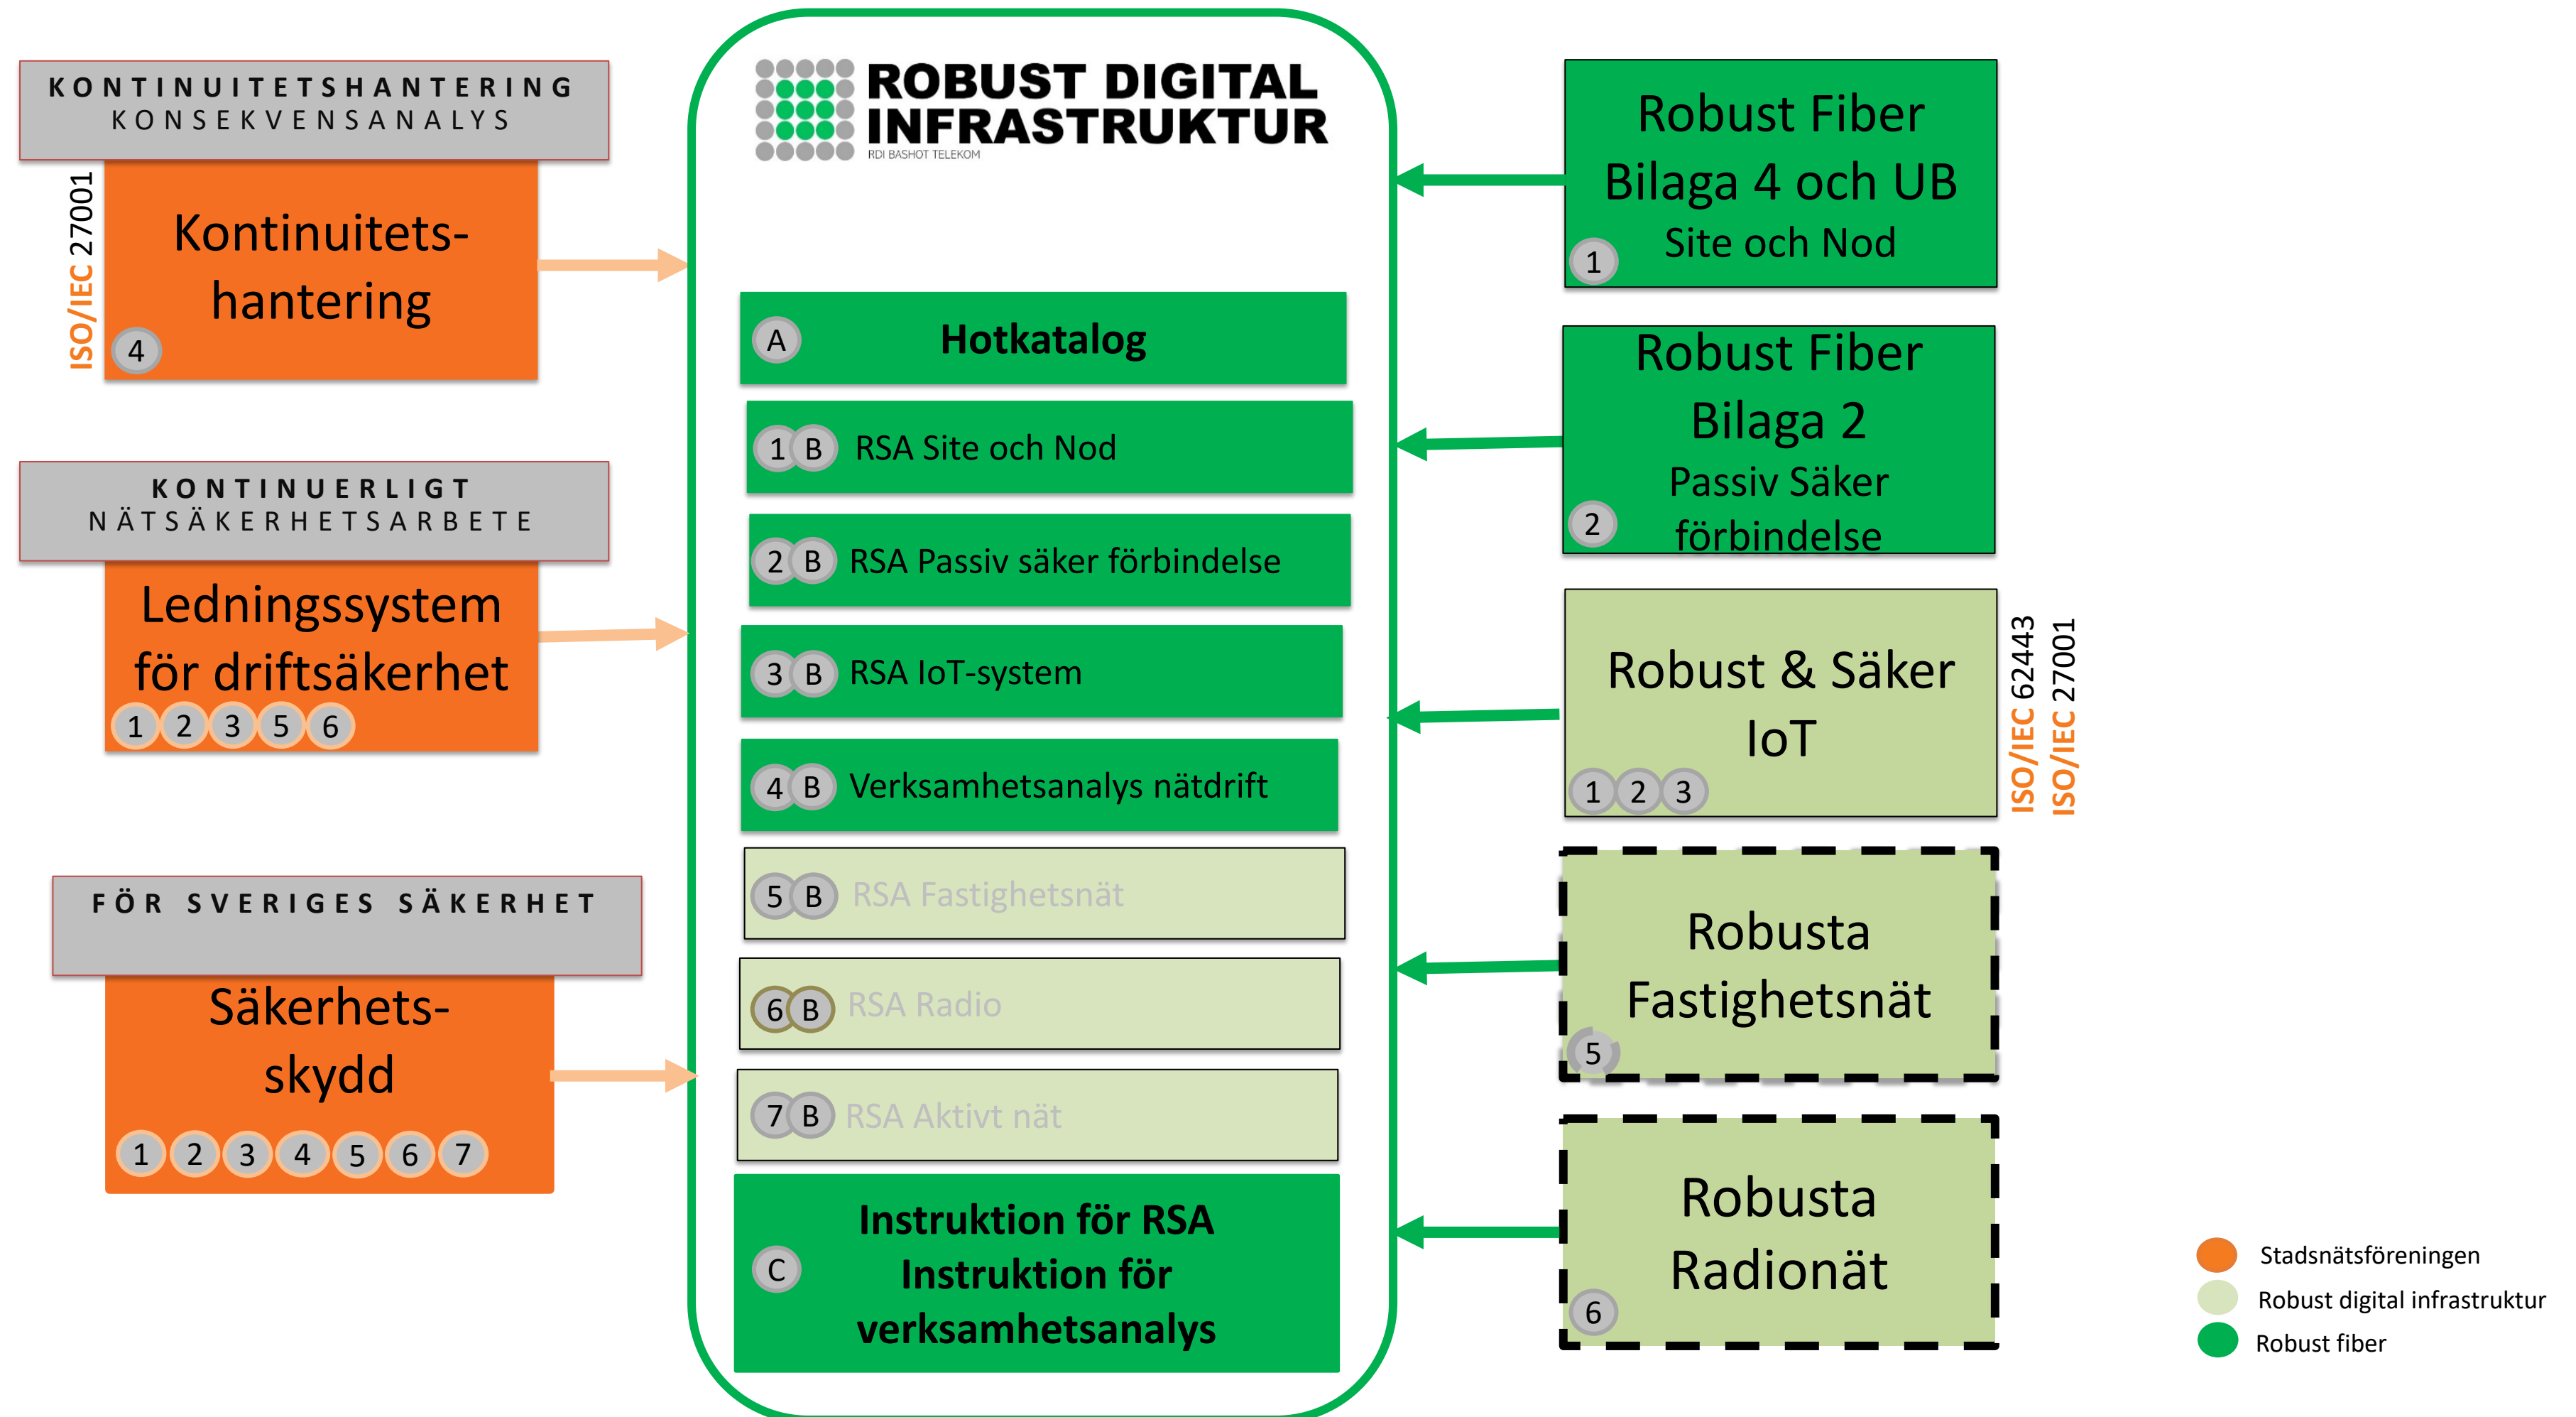 KONTINUITETSHANTERING
KONSEKVENSANALYS
ISO/IEC 27001
Kontinuitets-
hantering
4
KONTINUERLIGT
NÄTSÄKERHETSARBETE
Ledningssystem
för driftsäkerhet
1 2 3 5 6
FÖR SVERIGES SÄKERHET
Säkerhets-
skydd
1 2 3 4 5 6 7
ROBUST DIGITAL
INFRASTRUKTUR
RDI BASHOT TELEKOM
A Hotkatalog
1 B RSA Site och Nod
2 B RSA Passiv säker förbindelse
3 B RSA IoT-system
4 B Verksamhetsanalys nätdrift
5 B RSA Fastighetsnät
6 B RSA Radio
7 B RSA Aktivt nät
Instruktion för RSA
C Instruktion för
verksamhetsanalys
Robust Fiber
Bilaga 4 och UB
Site och Nod
1
Robust Fiber
Bilaga 2
Passiv Säker
förbindelse
2
Robust & Säker
IoT
1 2 3
ISO/IEC 62443
ISO/IEC 27001
Robusta
Fastighetsnät
5
Robusta
Radionät
6
Stadsnätsföreningen
Robust digital infrastruktur
Robust fiber